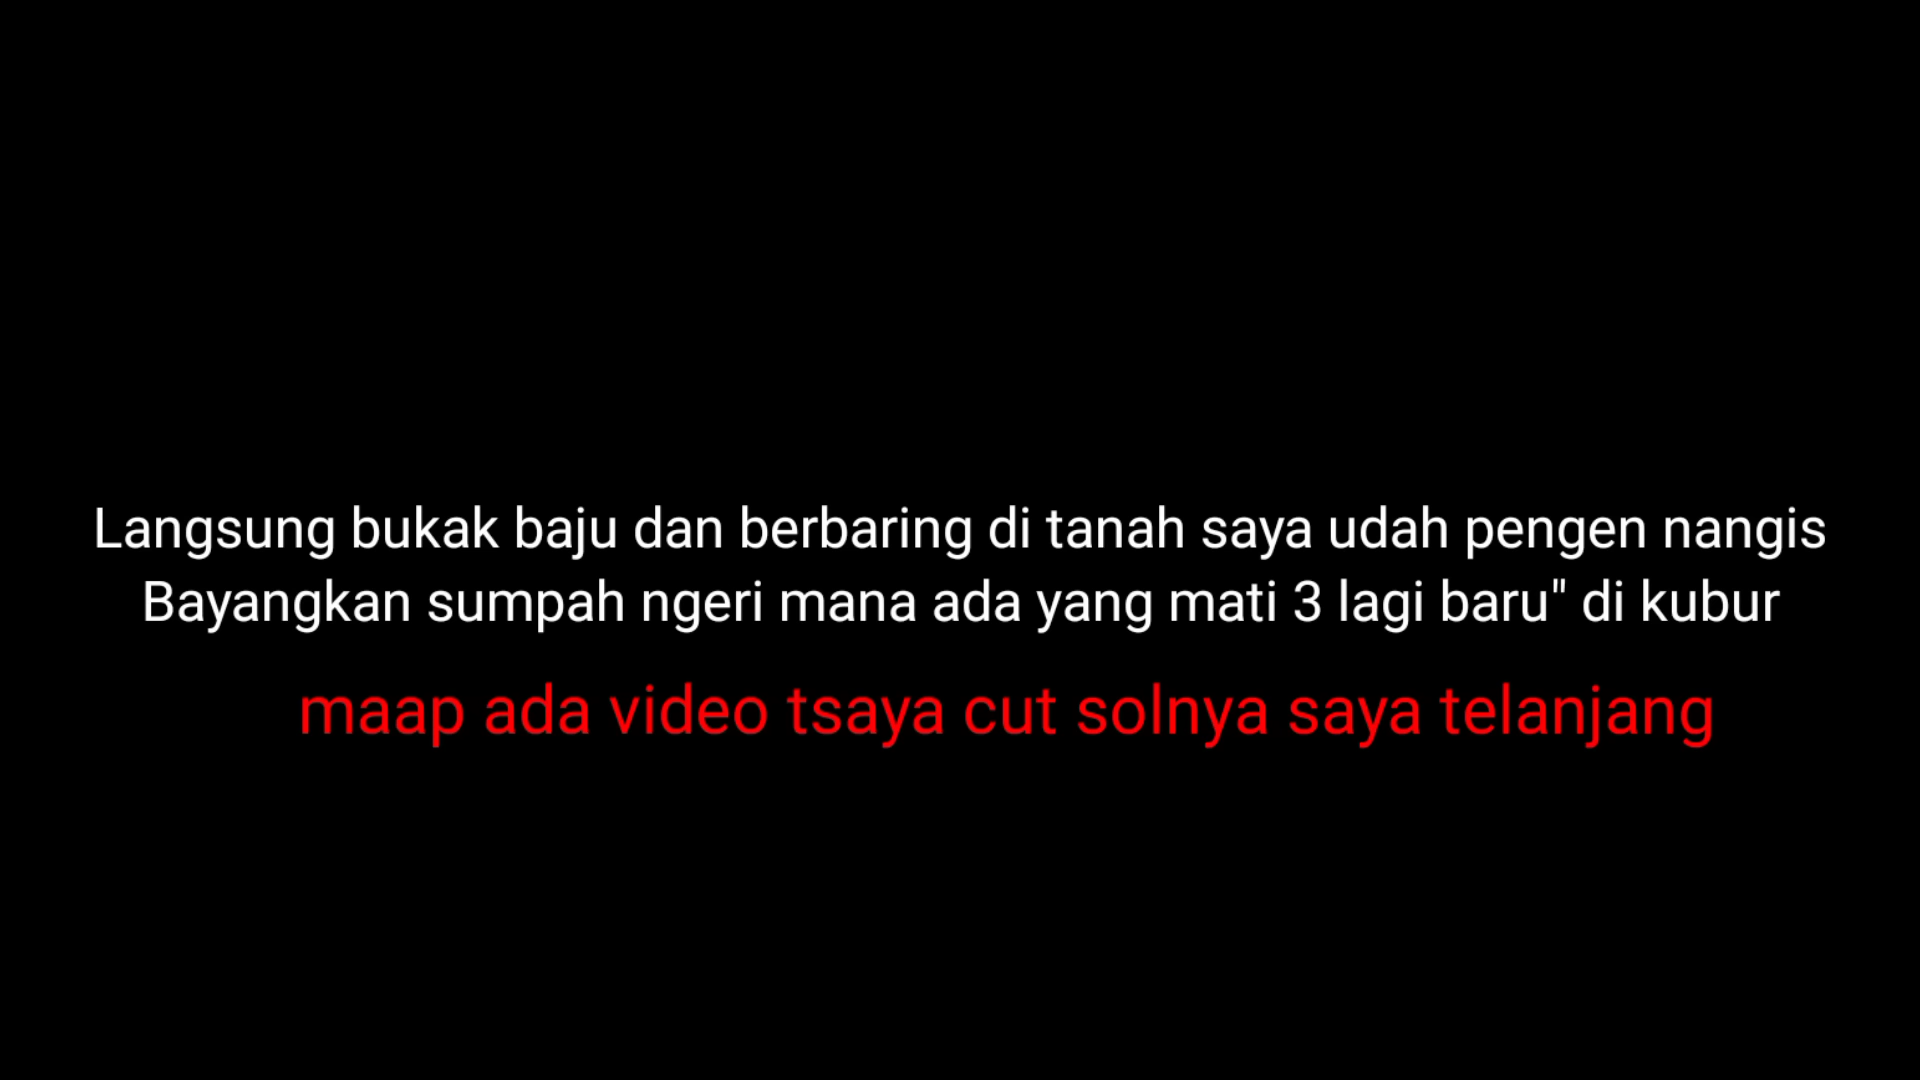 Langsung bukak baju dan berbaring di tanah saya udah pengen nangis
Bayangkan sumpah ngeri mana ada yang mati 3 lagi baru" di kubur
maap ada video tsaya cut solnya saya telanjang